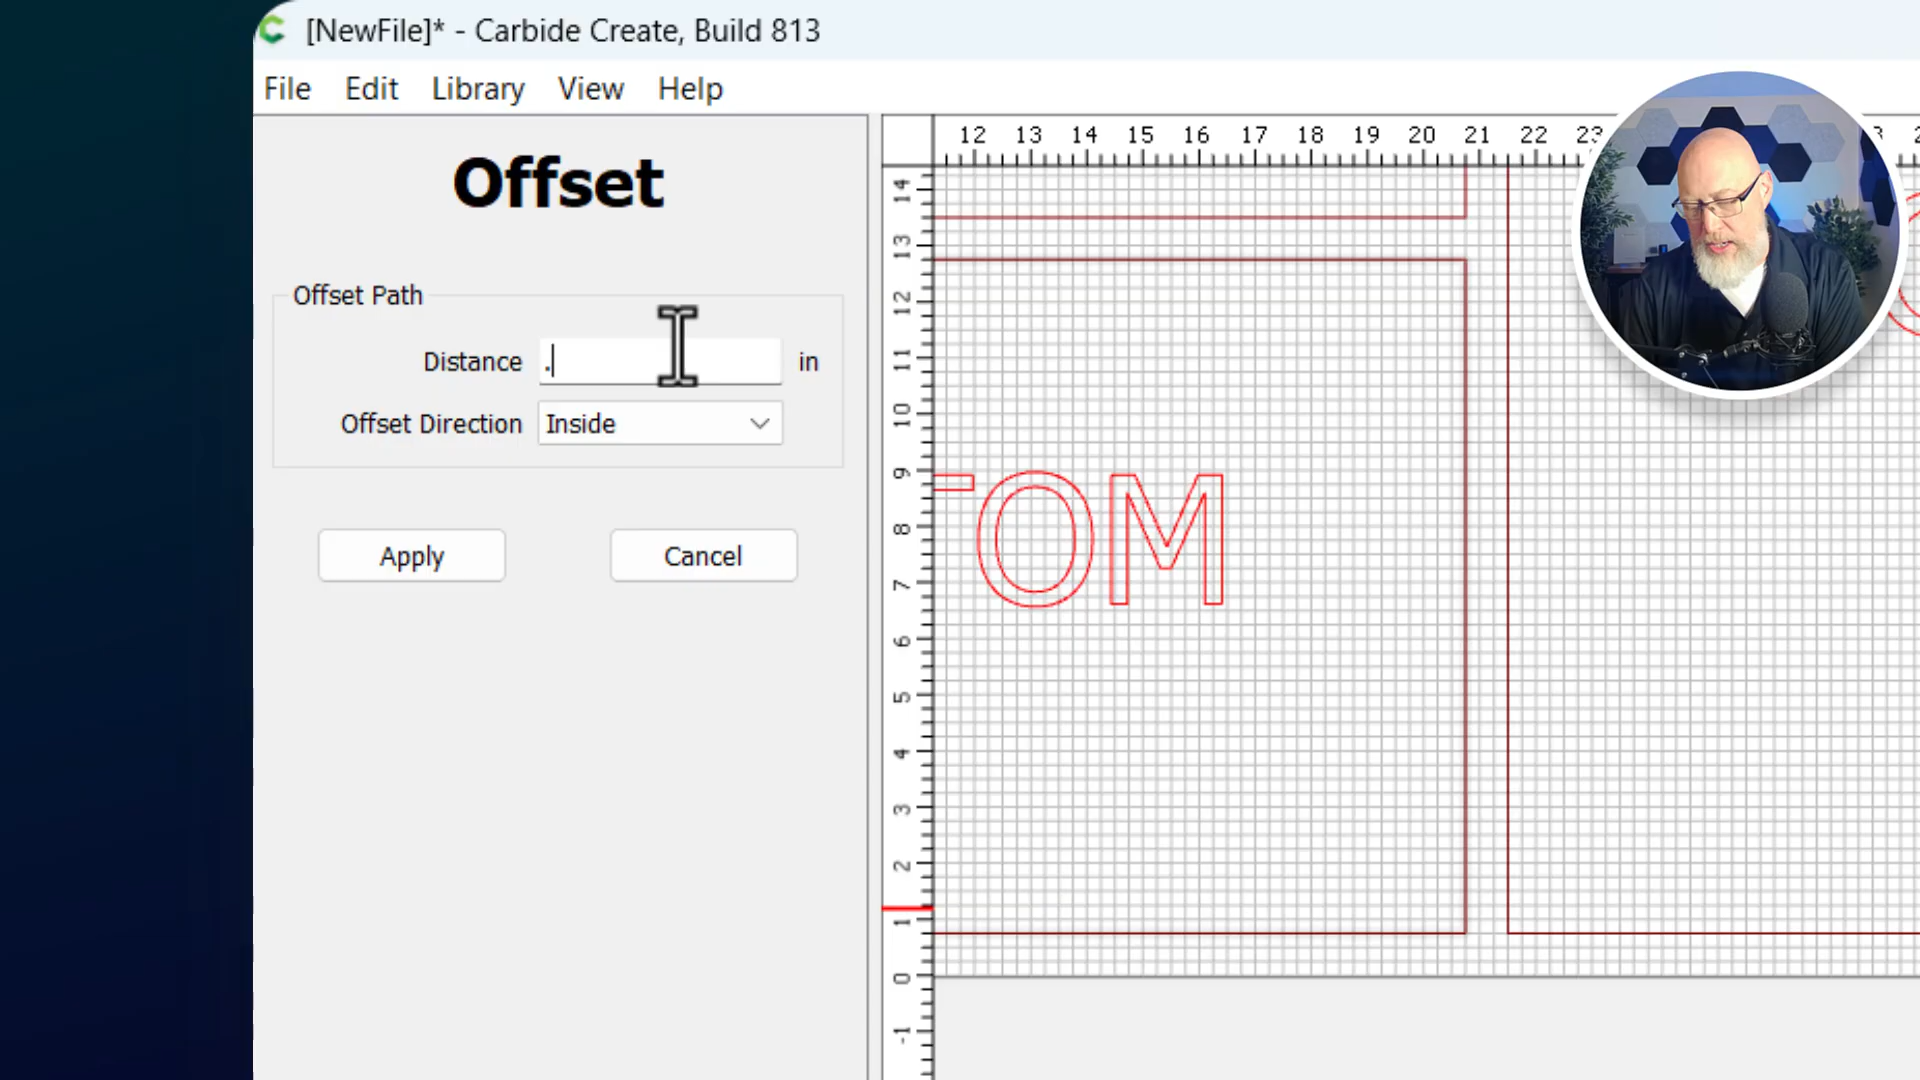 [NewFile]* - Carbide Create, Build 813
File Edit Library View Help
Offset
Offset Path
Distance . in
Offset Direction Inside
Apply Cancel
12 13 14 15 16 17 18 19 20 21 22 23
14
13
12
11
10
9
8
7
6
5
4
3
2
1
0
-1
TOM